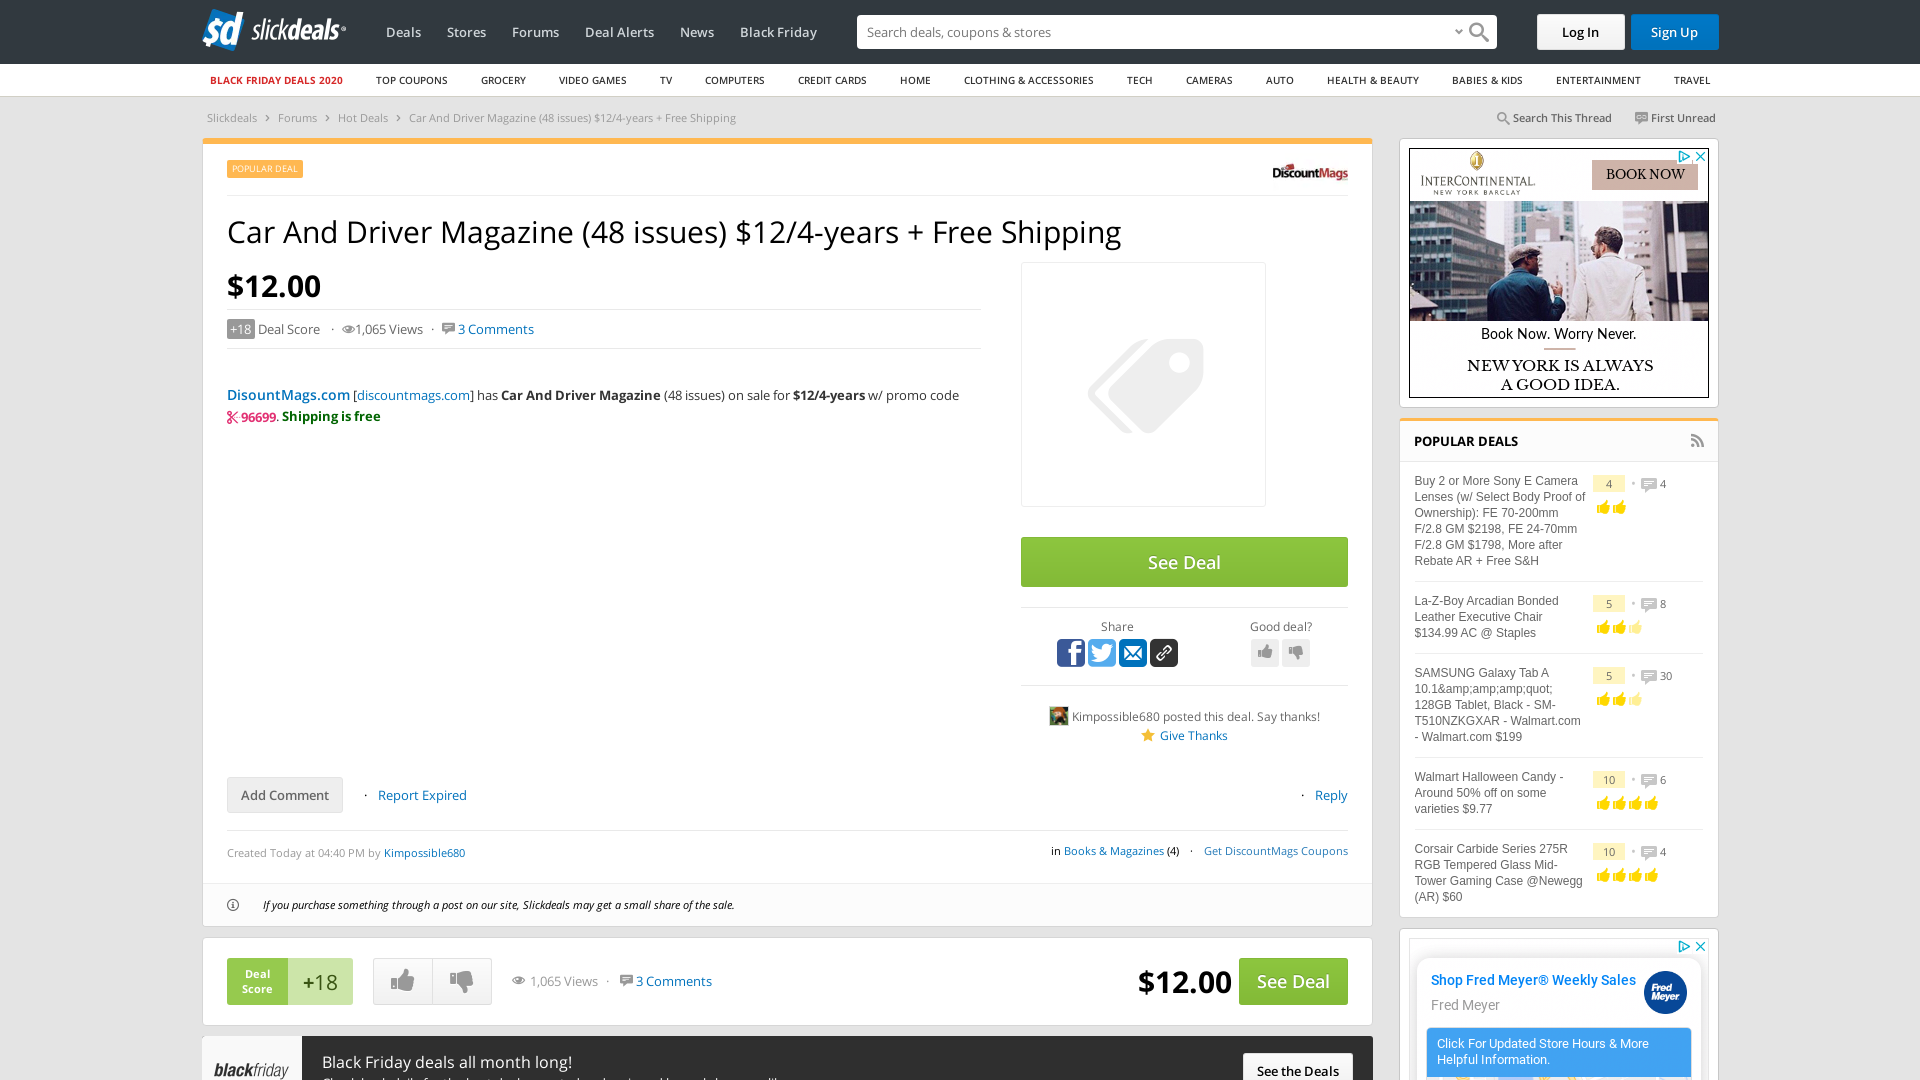 sd slickdeals
Deals
Stores
Forums
Deal Alerts
News
Black Friday
Search deals, coupons & stores
Log In
Sign Up
BLACK FRIDAY DEALS 2020
TOP COUPONS
GROCERY
VIDEO GAMES
TV
COMPUTERS
CREDIT CARDS
HOME
CLOTHING & ACCESSORIES
TECH
CAMERAS
AUTO
HEALTH & BEAUTY
BABIES & KIDS
ENTERTAINMENT
TRAVEL
Slickdeals > Forums > Hot Deals > Car And Driver Magazine (48 issues) $12/4-years + Free Shipping
Search This Thread
First Unread
POPULAR DEAL
DiscountMags
Car And Driver Magazine (48 issues) $12/4-years + Free Shipping
$12.00
+18 Deal Score · 1,065 Views · 3 Comments
DisountMags.com [discountmags.com] has Car And Driver Magazine (48 issues) on sale for $12/4-years w/ promo code
96699. Shipping is free
See Deal
Share
Good deal?
Kimpossible680 posted this deal. Say thanks!
Give Thanks
Add Comment
· Report Expired
· Reply
Created Today at 04:40 PM by Kimpossible680
in Books & Magazines (4) · Get DiscountMags Coupons
If you purchase something through a post on our site, Slickdeals may get a small share of the sale.
Deal
Score
+18
1,065 Views · 3 Comments
$12.00
See Deal
blackfriday
Black Friday deals all month long!
See the Deals
INTERCONTINENTAL.
NEW YORK BARCLAY
BOOK NOW
Book Now. Worry Never.
NEW YORK IS ALWAYS
A GOOD IDEA.
POPULAR DEALS
Buy 2 or More Sony E Camera
Lenses (w/ Select Body Proof of
Ownership): FE 70-200mm
F/2.8 GM $2198, FE 24-70mm
F/2.8 GM $1798, More after
Rebate AR + Free S&H
4 • 4
La-Z-Boy Arcadian Bonded
Leather Executive Chair
$134.99 AC @ Staples
5 • 8
SAMSUNG Galaxy Tab A
10.1&amp;amp;amp;quot;
128GB Tablet, Black - SM-
T510NZKGXAR - Walmart.com
- Walmart.com $199
5 • 30
Walmart Halloween Candy -
Around 50% off on some
varieties $9.77
10 • 6
Corsair Carbide Series 275R
RGB Tempered Glass Mid-
Tower Gaming Case @Newegg
(AR) $60
10 • 4
Shop Fred Meyer® Weekly Sales
Fred Meyer
Fred
Meyer
Click For Updated Store Hours & More
Helpful Information.